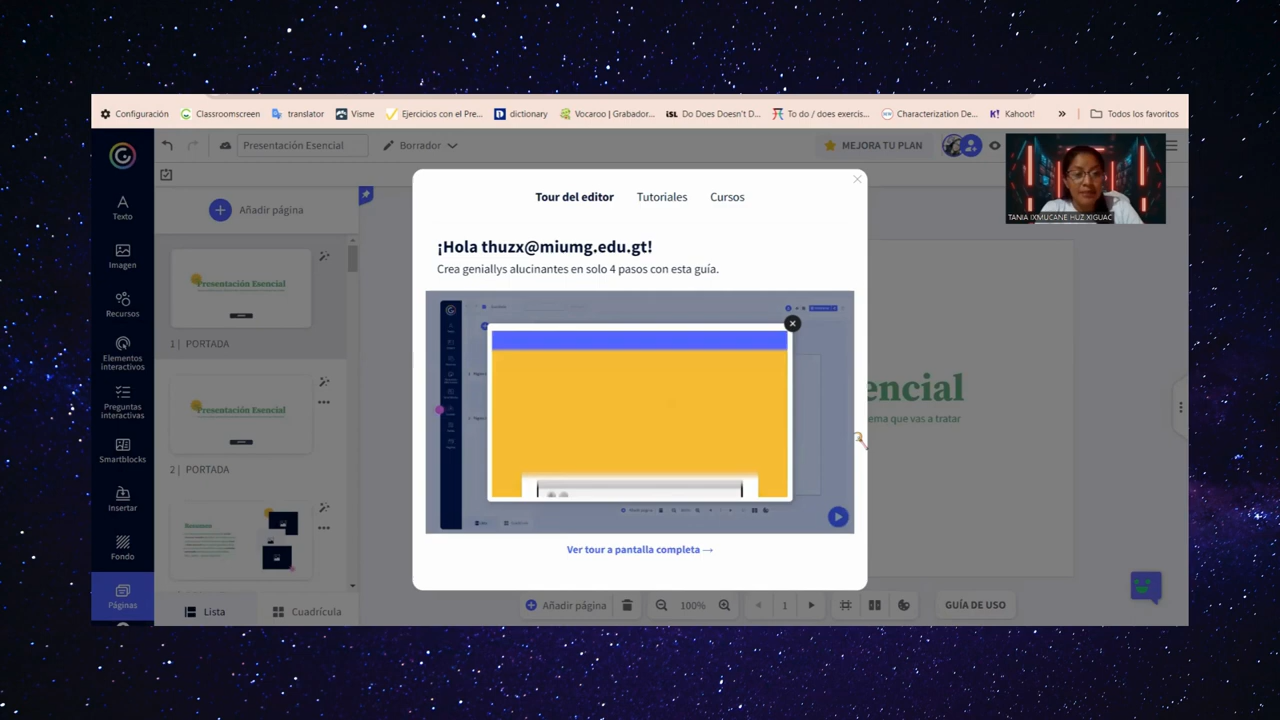 Configuración
Classroomscreen
translator
Visme
Ejercicios con el Pre...
dictionary
Vocaroo | Grabador...
iSL Do Does Doesn't D...
To do / does exercis...
Characterization De...
K! Kahoot!
»
Todos los favoritos
Presentación Esencial
Borrador
MEJORA TU PLAN
TANIA IXMUCANE HUZ XIGUAC
Texto
Imagen
Recursos
Elementos interactivos
Preguntas interactivas
Smartblocks
Insertar
Fondo
Páginas
Añadir página
Presentación Esencial
1 | PORTADA
Presentación Esencial
2 | PORTADA
Lista
Cuadrícula
Tour del editor
Tutoriales
Cursos
¡Hola thuzx@miumg.edu.gt!
Crea geniallys alucinantes en solo 4 pasos con esta guía.
Ver tour a pantalla completa →
encial
ema que vas a tratar
Añadir página
100%
1
GUÍA DE USO